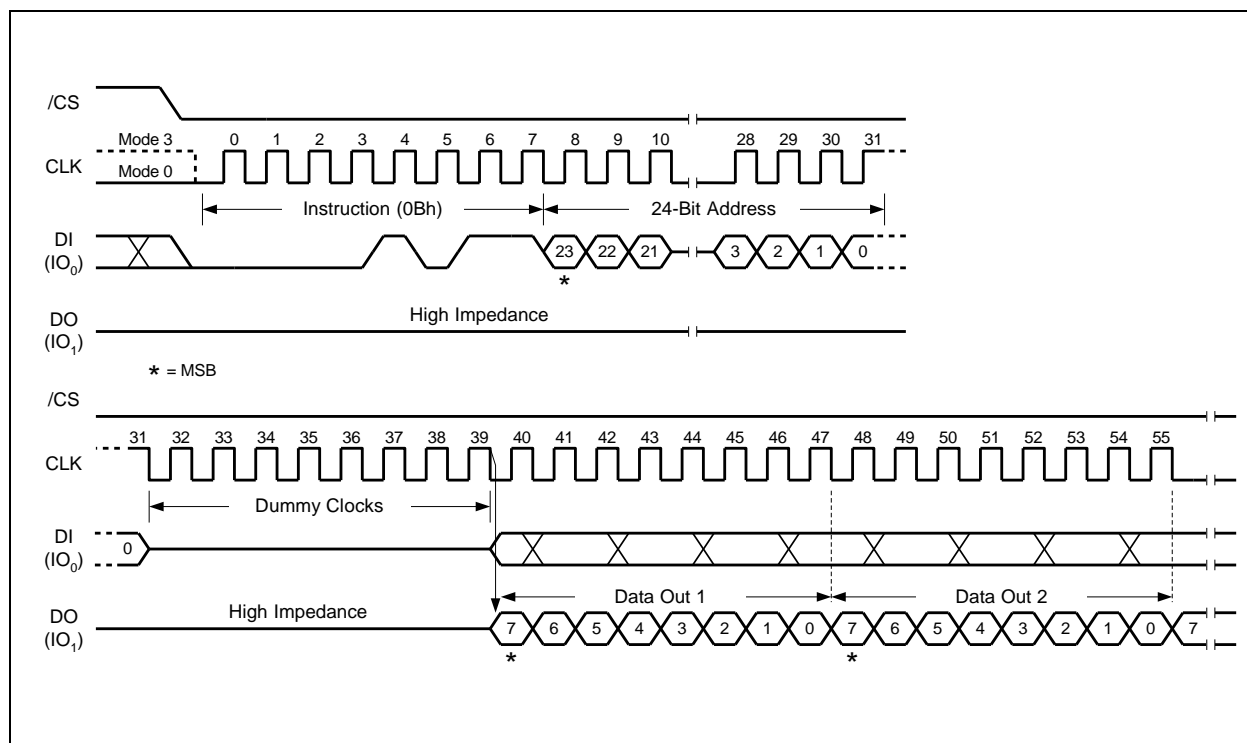 /CS
Mode 3
0 1 2 3 4 5 6 7 8 9 10 28 29 30 31
CLK
Mode 0
Instruction (0Bh) 24-Bit Address
DI
(IO0)
23 22 21 3 2 1 0
*
DO
(IO1)
High Impedance
* = MSB
/CS
31 32 33 34 35 36 37 38 39 40 41 42 43 44 45 46 47 48 49 50 51 52 53 54 55
CLK
Dummy Clocks
DI
(IO0)
0
Data Out 1 Data Out 2
DO
(IO1)
High Impedance
7 6 5 4 3 2 1 0 7 6 5 4 3 2 1 0 7
* *